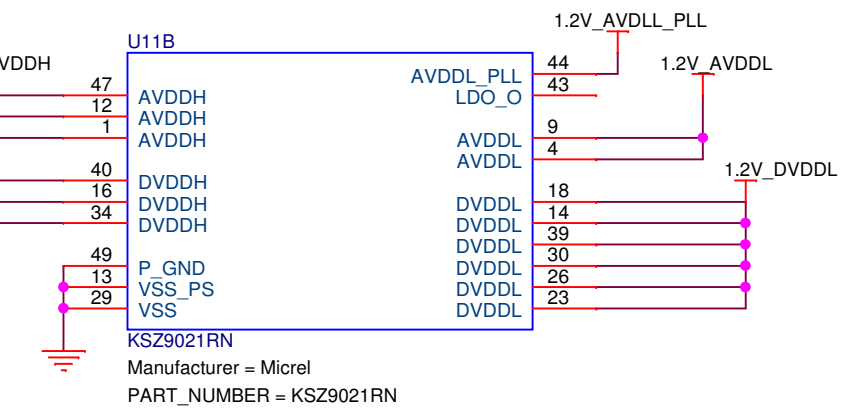 1.2V_AVDLL_PLL
U11B
VDDH
1.2V_AVDDL
44
AVDDL_PLL
43
LDO_O
47
AVDDH
12
AVDDH
1
AVDDH
9
AVDDL
4
AVDDL
1.2V_DVDDL
40
DVDDH
16
DVDDH
34
DVDDH
18
DVDDL
14
DVDDL
39
DVDDL
30
DVDDL
26
DVDDL
23
DVDDL
49
P_GND
13
VSS_PS
29
VSS
KSZ9021RN
Manufacturer = Micrel
PART_NUMBER = KSZ9021RN